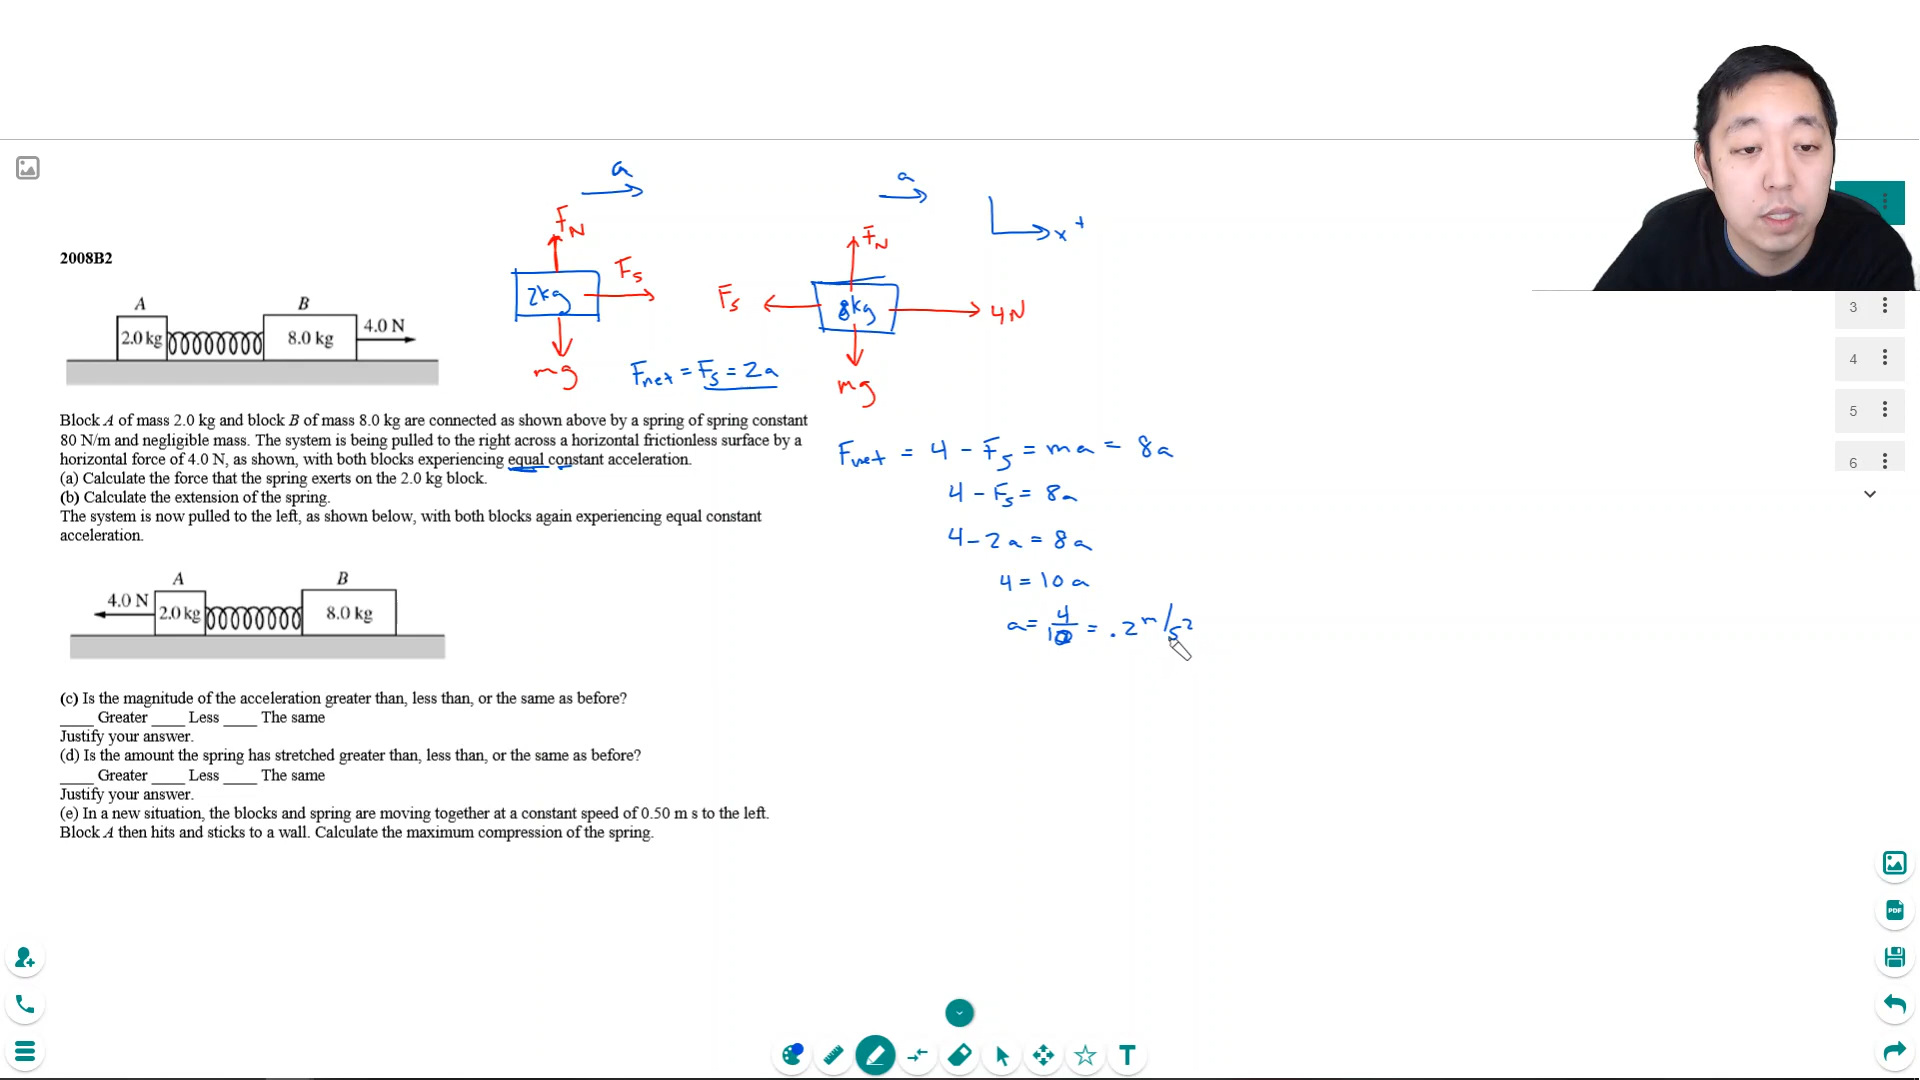 2008B2
A
B
2.0 kg
8.0 kg
4.0 N
a
F_N
2kg
F_s
mg
F_net = F_s = 2a
a
F_N
F_s
8kg
4N
mg
x +
Block A of mass 2.0 kg and block B of mass 8.0 kg are connected as shown above by a spring of spring constant
80 N/m and negligible mass. The system is being pulled to the right across a horizontal frictionless surface by a
horizontal force of 4.0 N, as shown, with both blocks experiencing equal constant acceleration.
(a) Calculate the force that the spring exerts on the 2.0 kg block.
(b) Calculate the extension of the spring.
The system is now pulled to the left, as shown below, with both blocks again experiencing equal constant
acceleration.
A
B
4.0 N
2.0 kg
8.0 kg
(c) Is the magnitude of the acceleration greater than, less than, or the same as before?
____ Greater ____ Less ____ The same
Justify your answer.
(d) Is the amount the spring has stretched greater than, less than, or the same as before?
____ Greater ____ Less ____ The same
Justify your answer.
(e) In a new situation, the blocks and spring are moving together at a constant speed of 0.50 m s to the left.
Block A then hits and sticks to a wall. Calculate the maximum compression of the spring.
F_net = 4 - F_s = ma = 8a
4 - F_s = 8a
4 - 2a = 8a
4 = 10 a
a = 4/10 = .2 m/s²
3
4
5
6
PDF
T